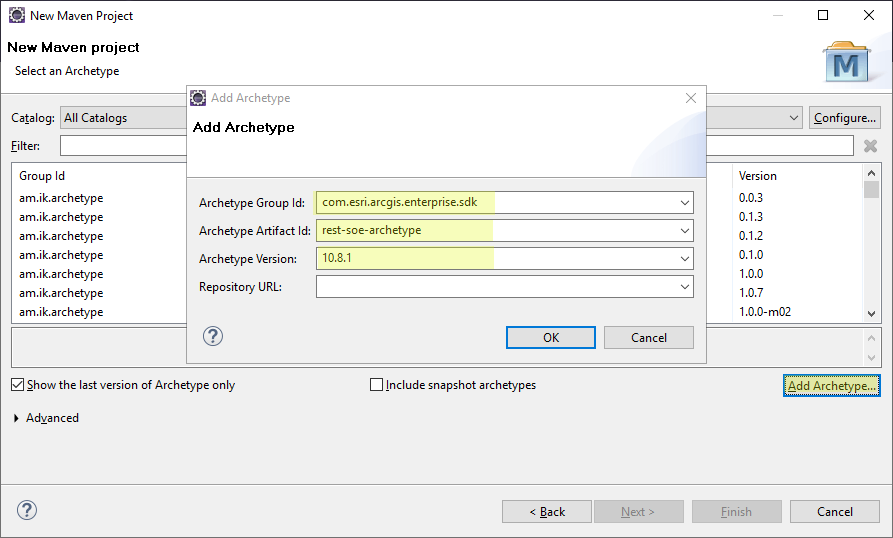 New Maven Project
New Maven project
Select an Archetype
M
Catalog: All Catalogs Configure...
Filter:
Group Id Version
am.ik.archetype 0.0.3
am.ik.archetype 0.1.3
am.ik.archetype 0.1.2
am.ik.archetype 0.1.0
am.ik.archetype 1.0.0
am.ik.archetype 1.0.7
am.ik.archetype 1.0.0-m02
Add Archetype
Add Archetype
Archetype Group Id: com.esri.arcgis.enterprise.sdk
Archetype Artifact Id: rest-soe-archetype
Archetype Version: 10.8.1
Repository URL:
? OK Cancel
Show the last version of Archetype only Include snapshot archetypes Add Archetype...
Advanced
? < Back Next > Finish Cancel